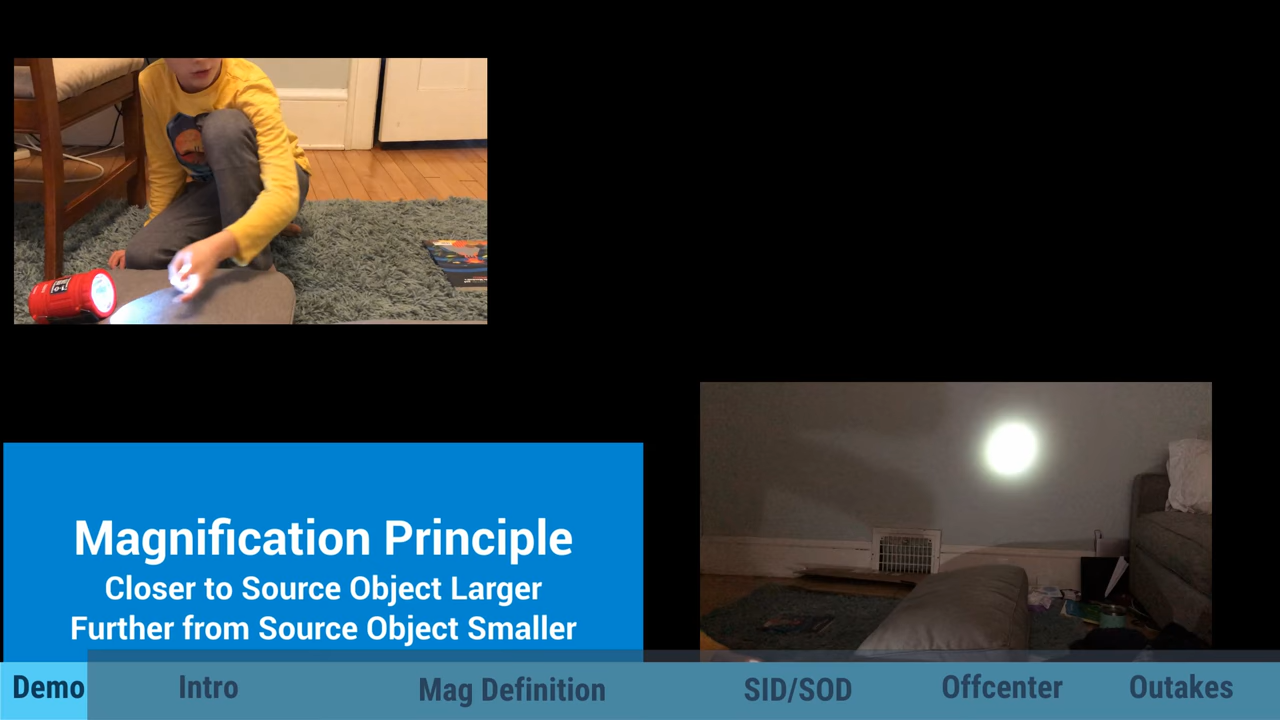 Magnification Principle
Closer to Source Object Larger
Further from Source Object Smaller
Demo
Intro
Mag Definition
SID/SOD
Offcenter
Outakes